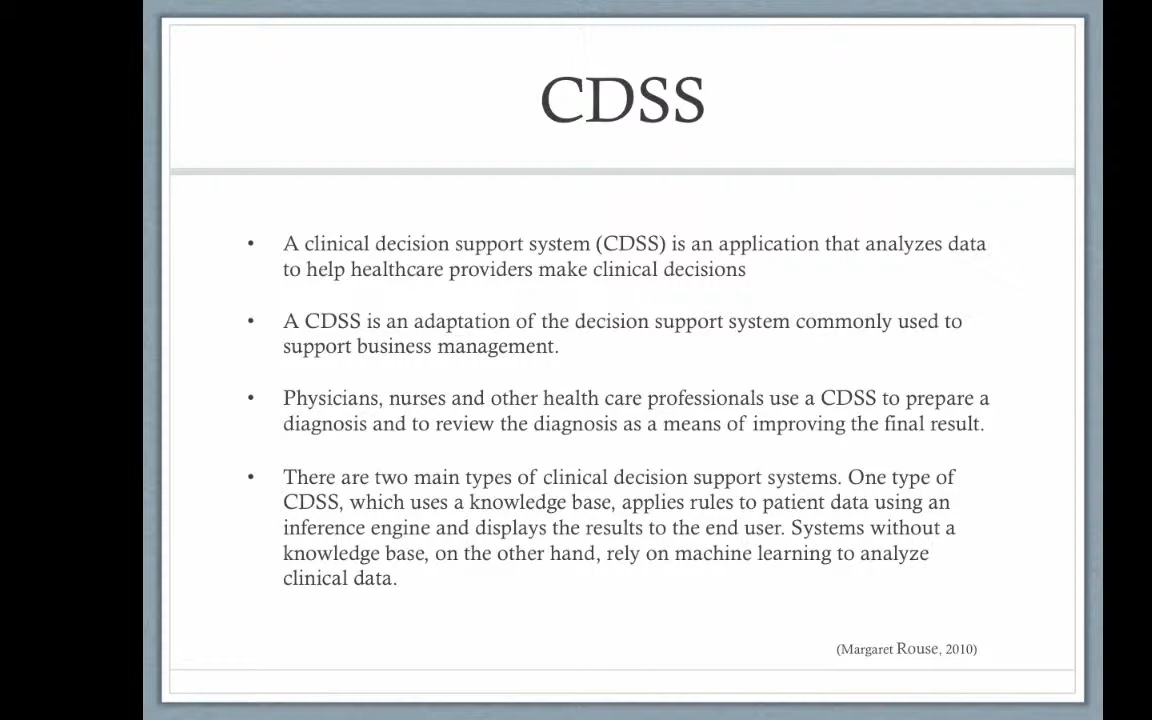 CDSS
• A clinical decision support system (CDSS) is an application that analyzes data
to help healthcare providers make clinical decisions
• A CDSS is an adaptation of the decision support system commonly used to
support business management.
• Physicians, nurses and other health care professionals use a CDSS to prepare a
diagnosis and to review the diagnosis as a means of improving the final result.
• There are two main types of clinical decision support systems. One type of
CDSS, which uses a knowledge base, applies rules to patient data using an
inference engine and displays the results to the end user. Systems without a
knowledge base, on the other hand, rely on machine learning to analyze
clinical data.
(Margaret Rouse, 2010)